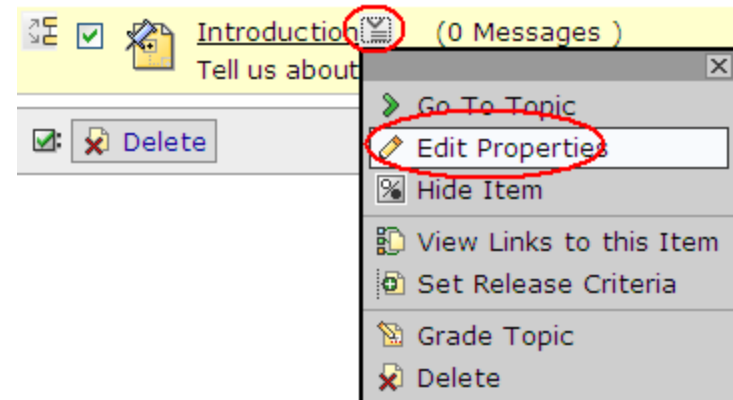 Introduction (0 Messages )
Tell us about
Go To Topic
Delete
Edit Properties
Hide Item
View Links to this Item
Set Release Criteria
Grade Topic
Delete